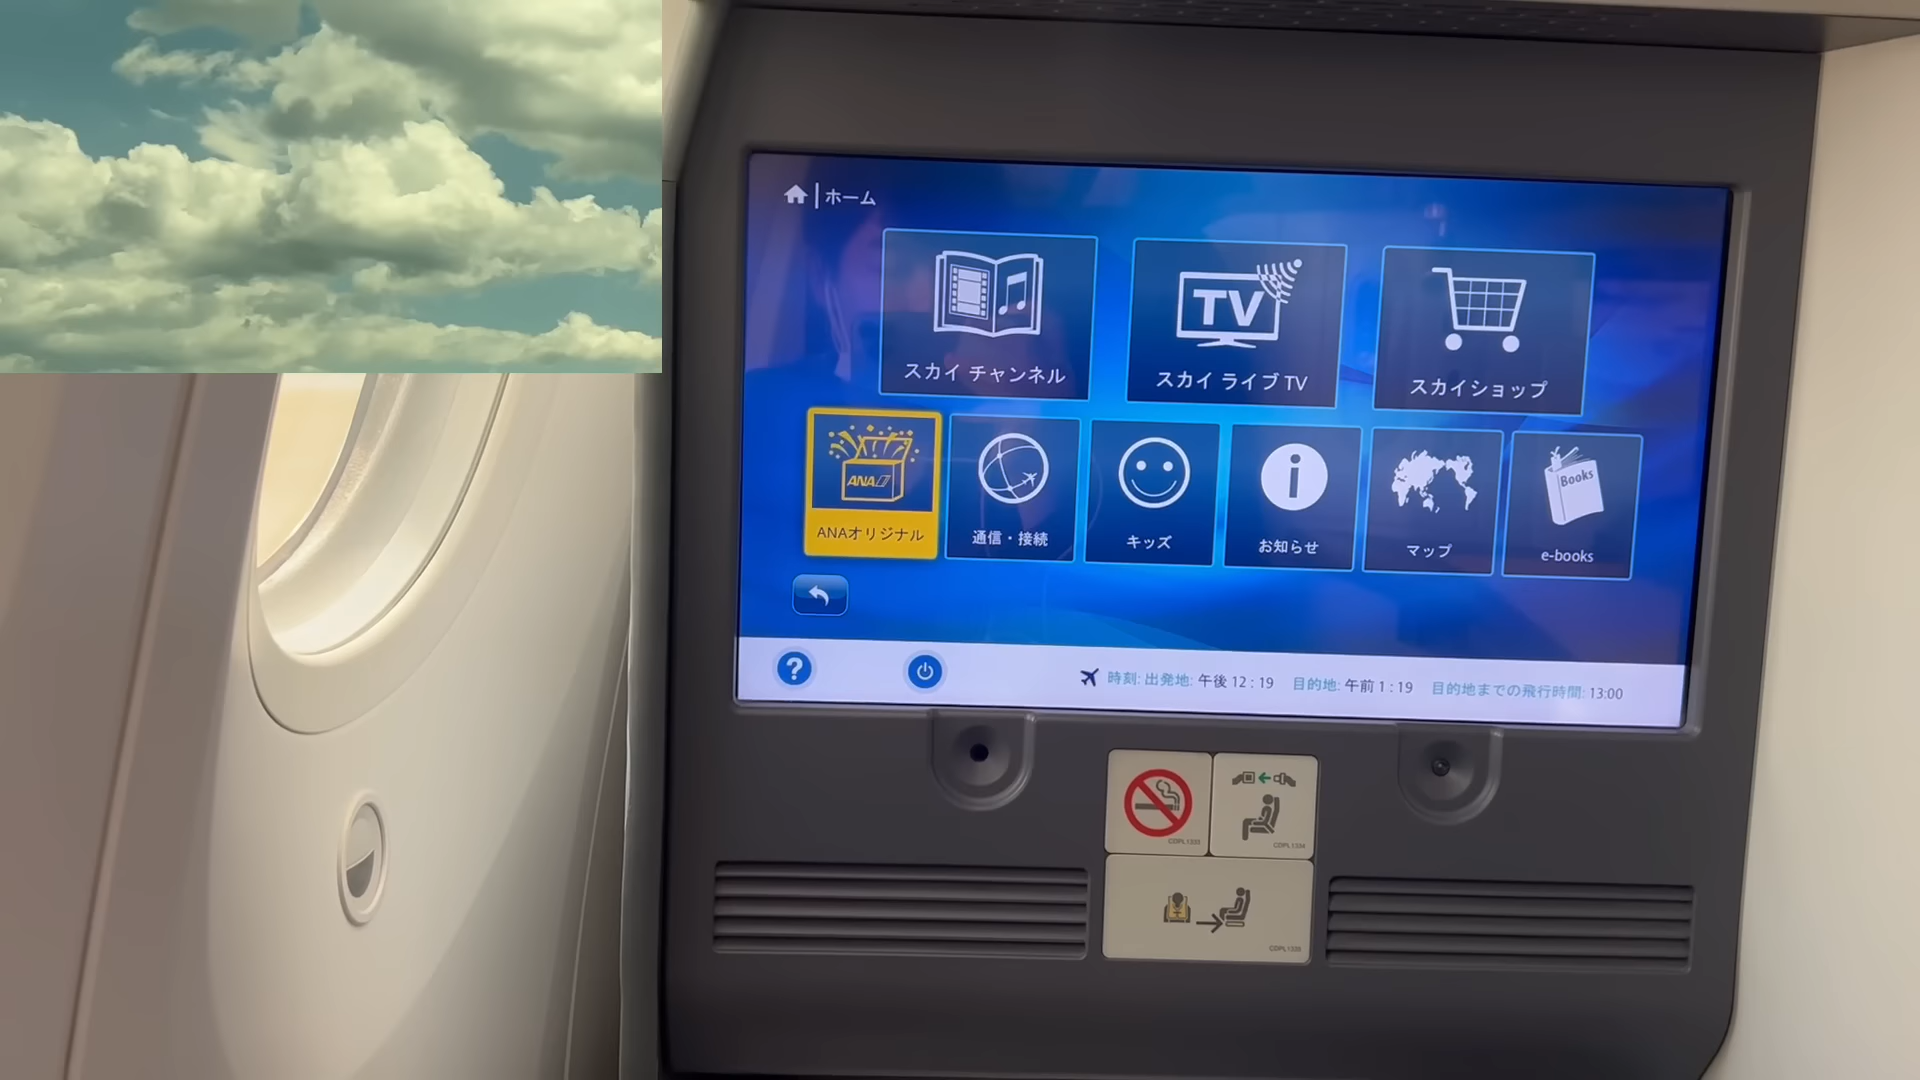 ホーム
スカイ チャンネル
TV
スカイ ライブ TV
スカイショップ
ANA
ANAオリジナル
通信・接続
キッズ
i
お知らせ
マップ
Books
e-books
?
時刻: 出発地: 午後 12 : 19 目的地: 午前 1 : 19 目的地までの飛行時間: 13:00